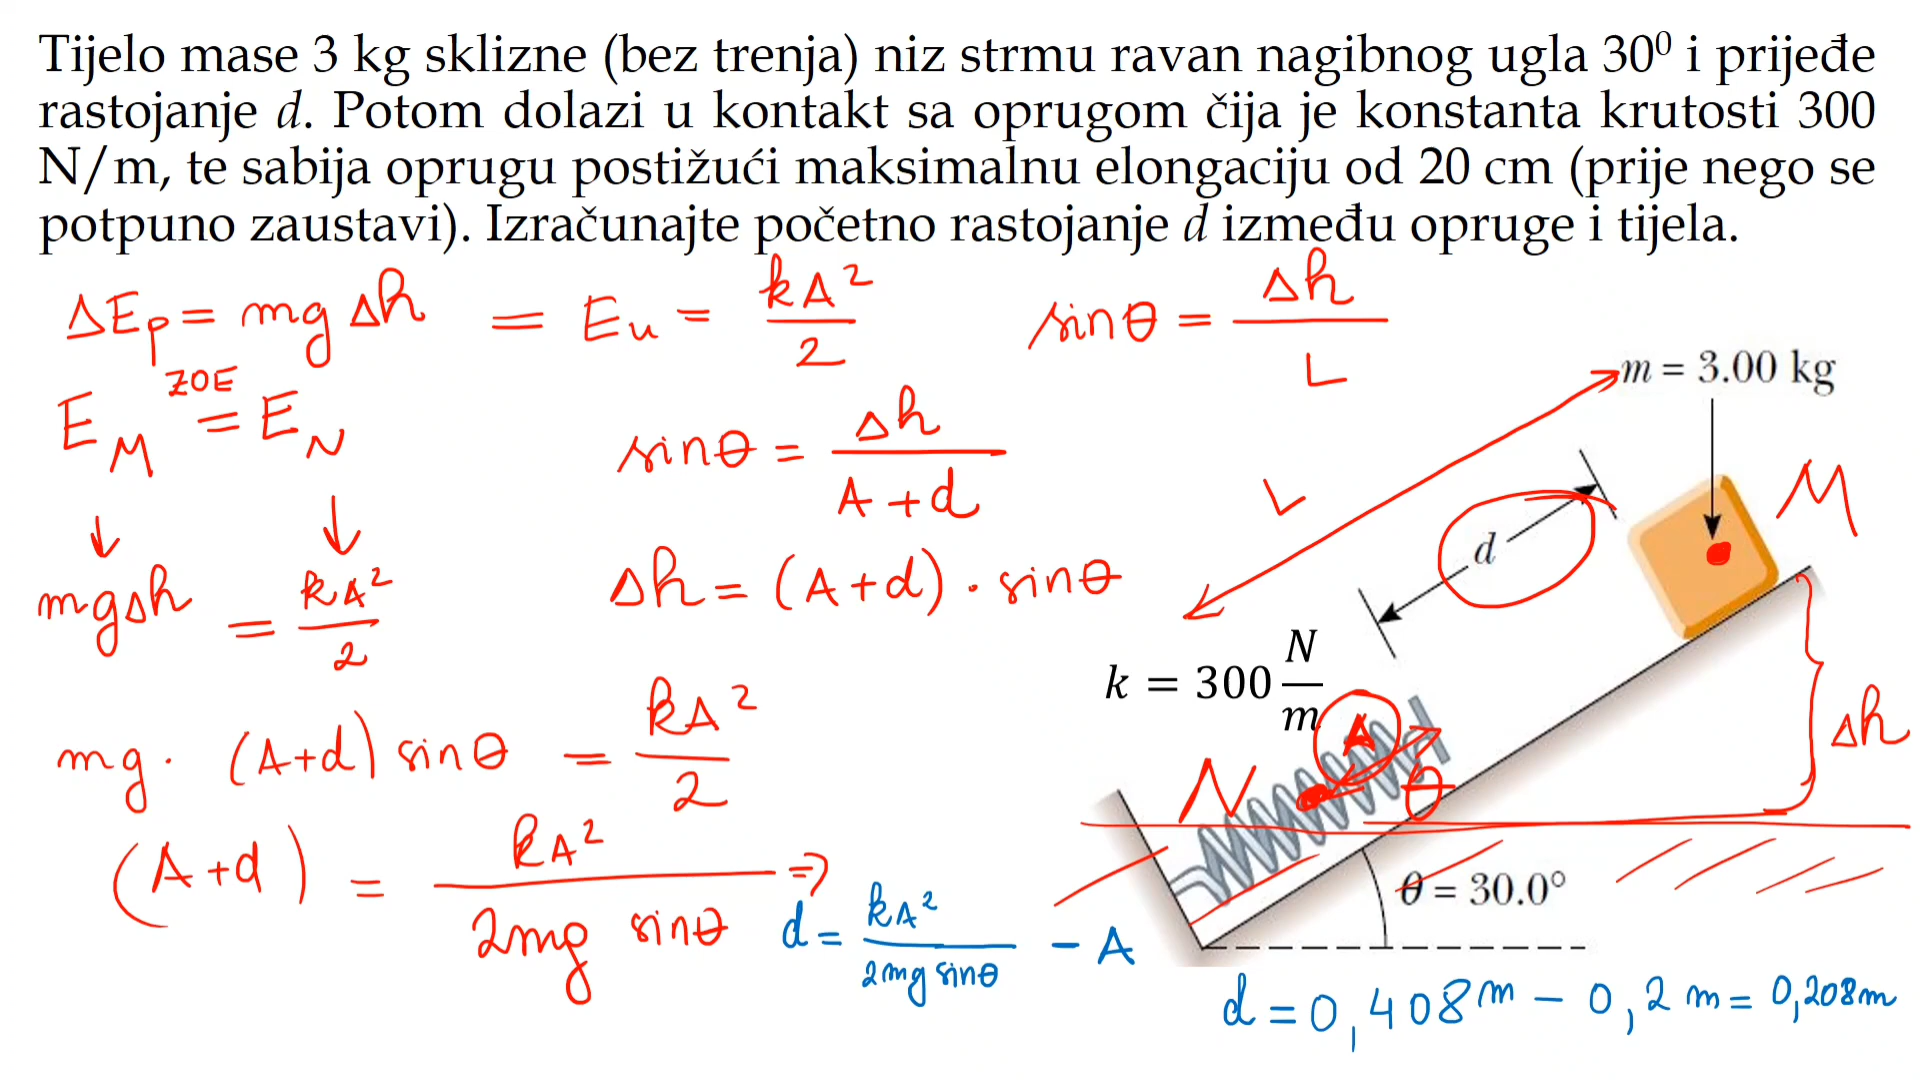 Tijelo mase 3 kg sklizne (bez trenja) niz strmu ravan nagibnog ugla 30⁰ i prijeđe
rastojanje d. Potom dolazi u kontakt sa oprugom čija je konstanta krutosti 300
N/m, te sabija oprugu postižući maksimalnu elongaciju od 20 cm (prije nego se
potpuno zaustavi). Izračunajte početno rastojanje d između opruge i tijela.
ΔEp = mgΔh = Eu = kA²/2
sinθ = Δh/L
m = 3.00 kg
EM ZOE = EN
sinθ = Δh/(A+d)
L
M
d
↓ ↓
mgΔh = kA²/2
Δh = (A+d) · sinθ
k = 300 N/m
A
N
θ
Δh
mg · (A+d) sinθ = kA²/2
(A+d) = kA²/(2mg sinθ) ⇒
θ = 30.0°
d = kA²/(2mg sinθ) − A
d = 0,408 m − 0,2 m = 0,208 m